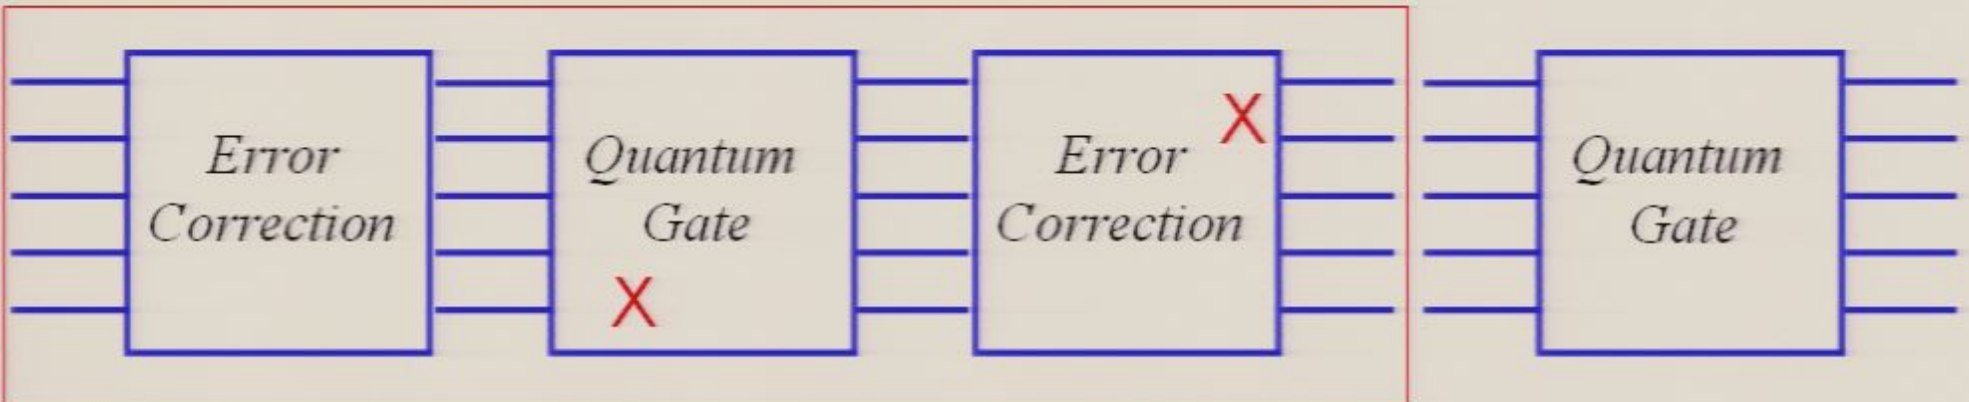 Error
Correction
Quantum
Gate
X
Error
Correction
X
Quantum
Gate